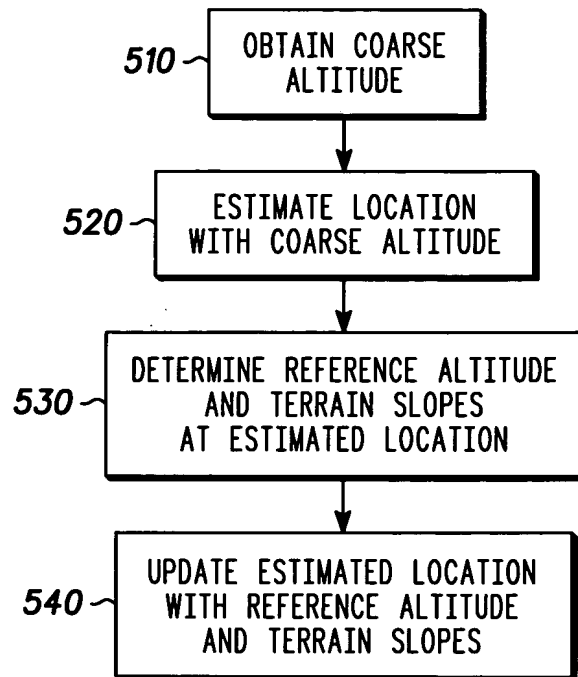 510
OBTAIN COARSE
ALTITUDE
520
ESTIMATE LOCATION
WITH COARSE ALTITUDE
530
DETERMINE REFERENCE ALTITUDE
AND TERRAIN SLOPES
AT ESTIMATED LOCATION
540
UPDATE ESTIMATED LOCATION
WITH REFERENCE ALTITUDE
AND TERRAIN SLOPES